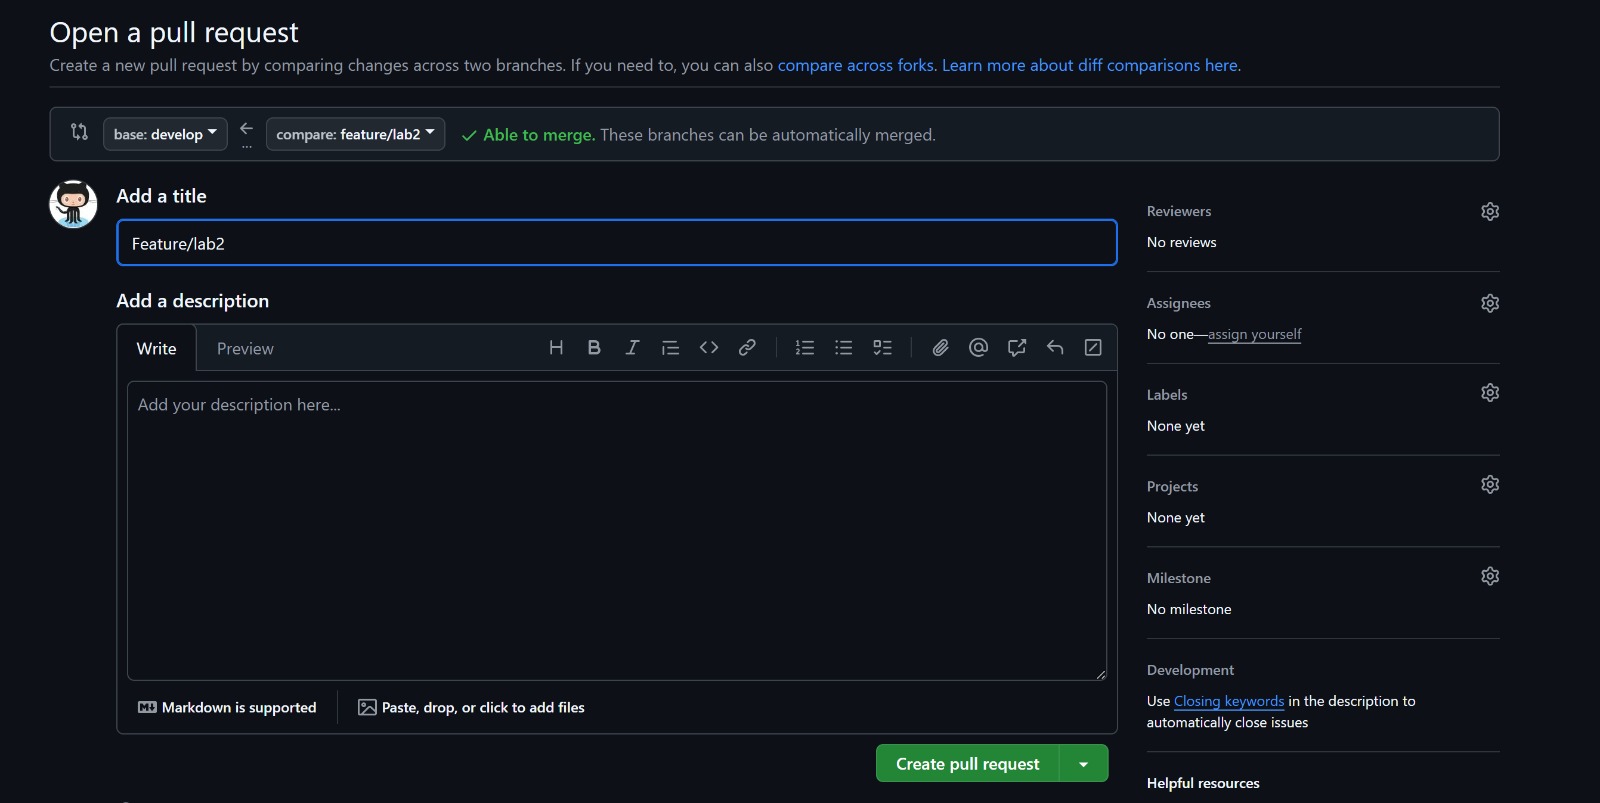 Open a pull request
Create a new pull request by comparing changes across two branches. If you need to, you can also compare across forks. Learn more about diff comparisons here.
base: develop
...
compare: feature/lab2
Able to merge. These branches can be automatically merged.
Add a title
Feature/lab2
Add a description
Write
Preview
Add your description here...
Markdown is supported
Paste, drop, or click to add files
Create pull request
Reviewers
No reviews
Assignees
No one—assign yourself
Labels
None yet
Projects
None yet
Milestone
No milestone
Development
Use Closing keywords in the description to
automatically close issues
Helpful resources